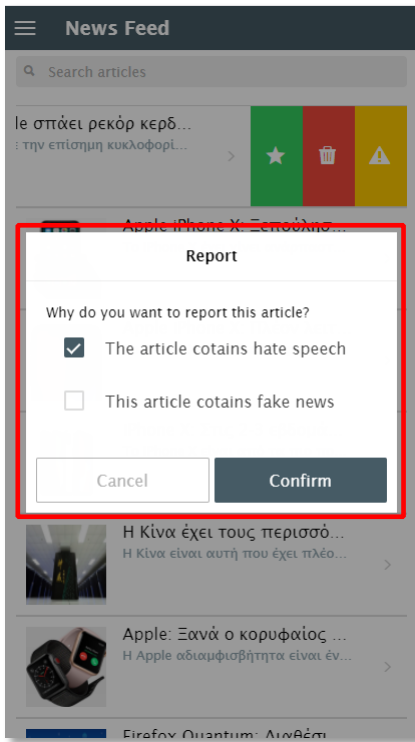 News Feed
Search articles
le σπάει ρεκόρ κερδ...
ε την επίσημη κυκλοφορί...
Apple iPhone X: Ξεπούλησ...
Report
Why do you want to report this article?
The article cotains hate speech
This article cotains fake news
Cancel
Confirm
Η Κίνα έχει τους περισσό...
Η Κίνα είναι αυτή που έχει πλέο...
Apple: Ξανά ο κορυφαίος ...
Η Apple αδιαμφισβήτητα είναι έν...
Firefox Quantum: Διαθέσι...